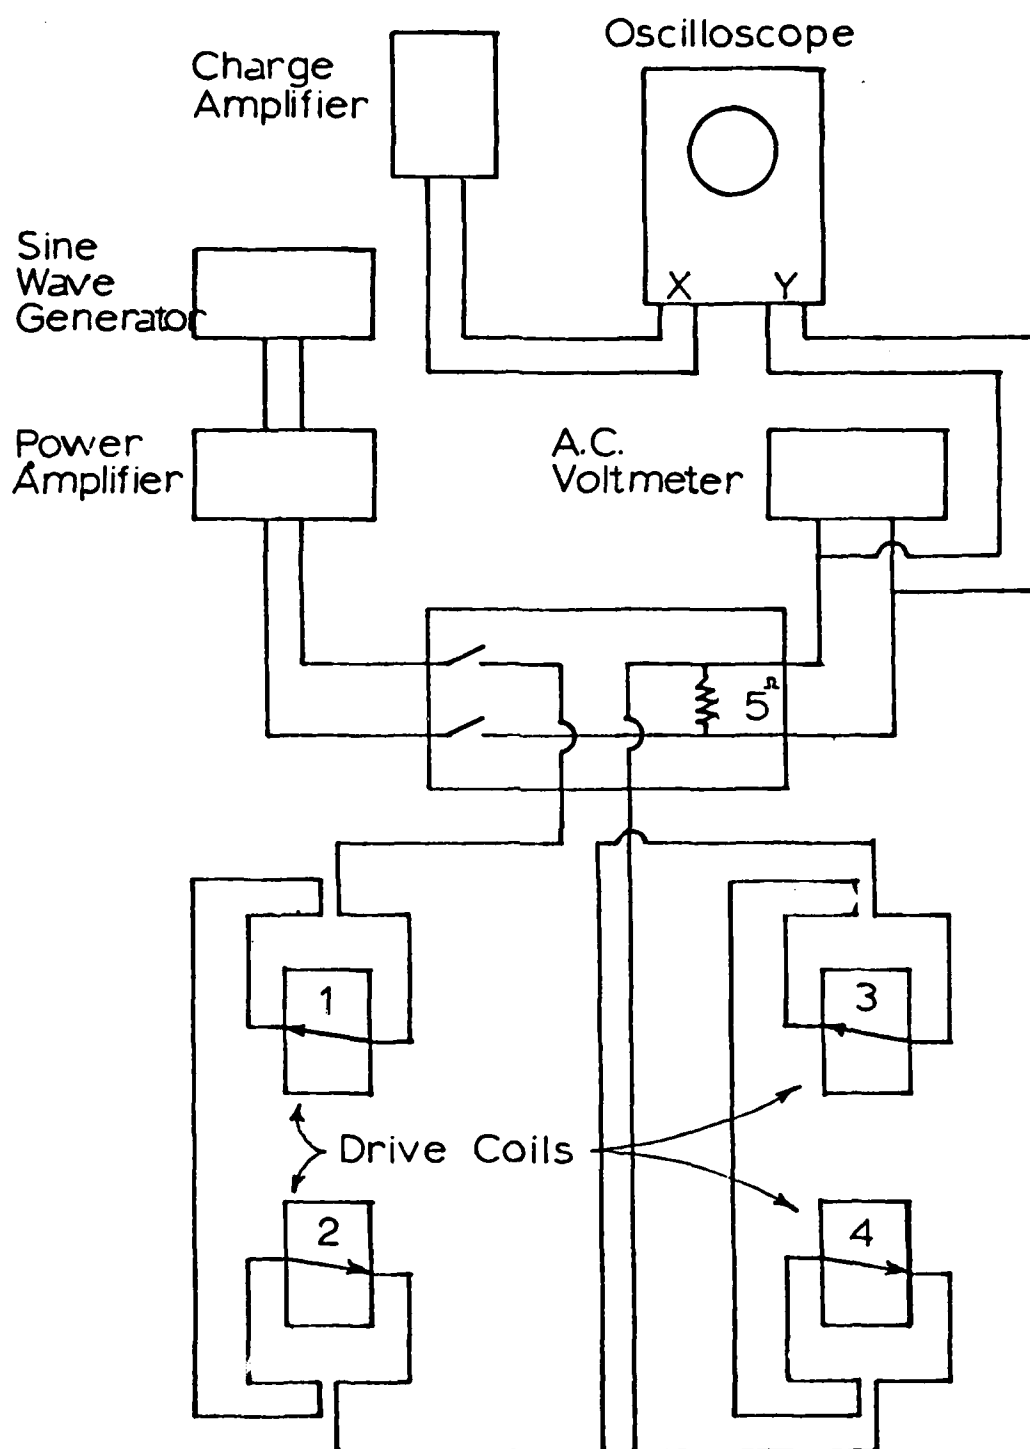 Oscilloscope
Charge
Amplifier
X Y
Sine
Wave
Generator
Power
Amplifier
A.C.
Voltmeter
5Ω
1
3
Drive Coils
2
4